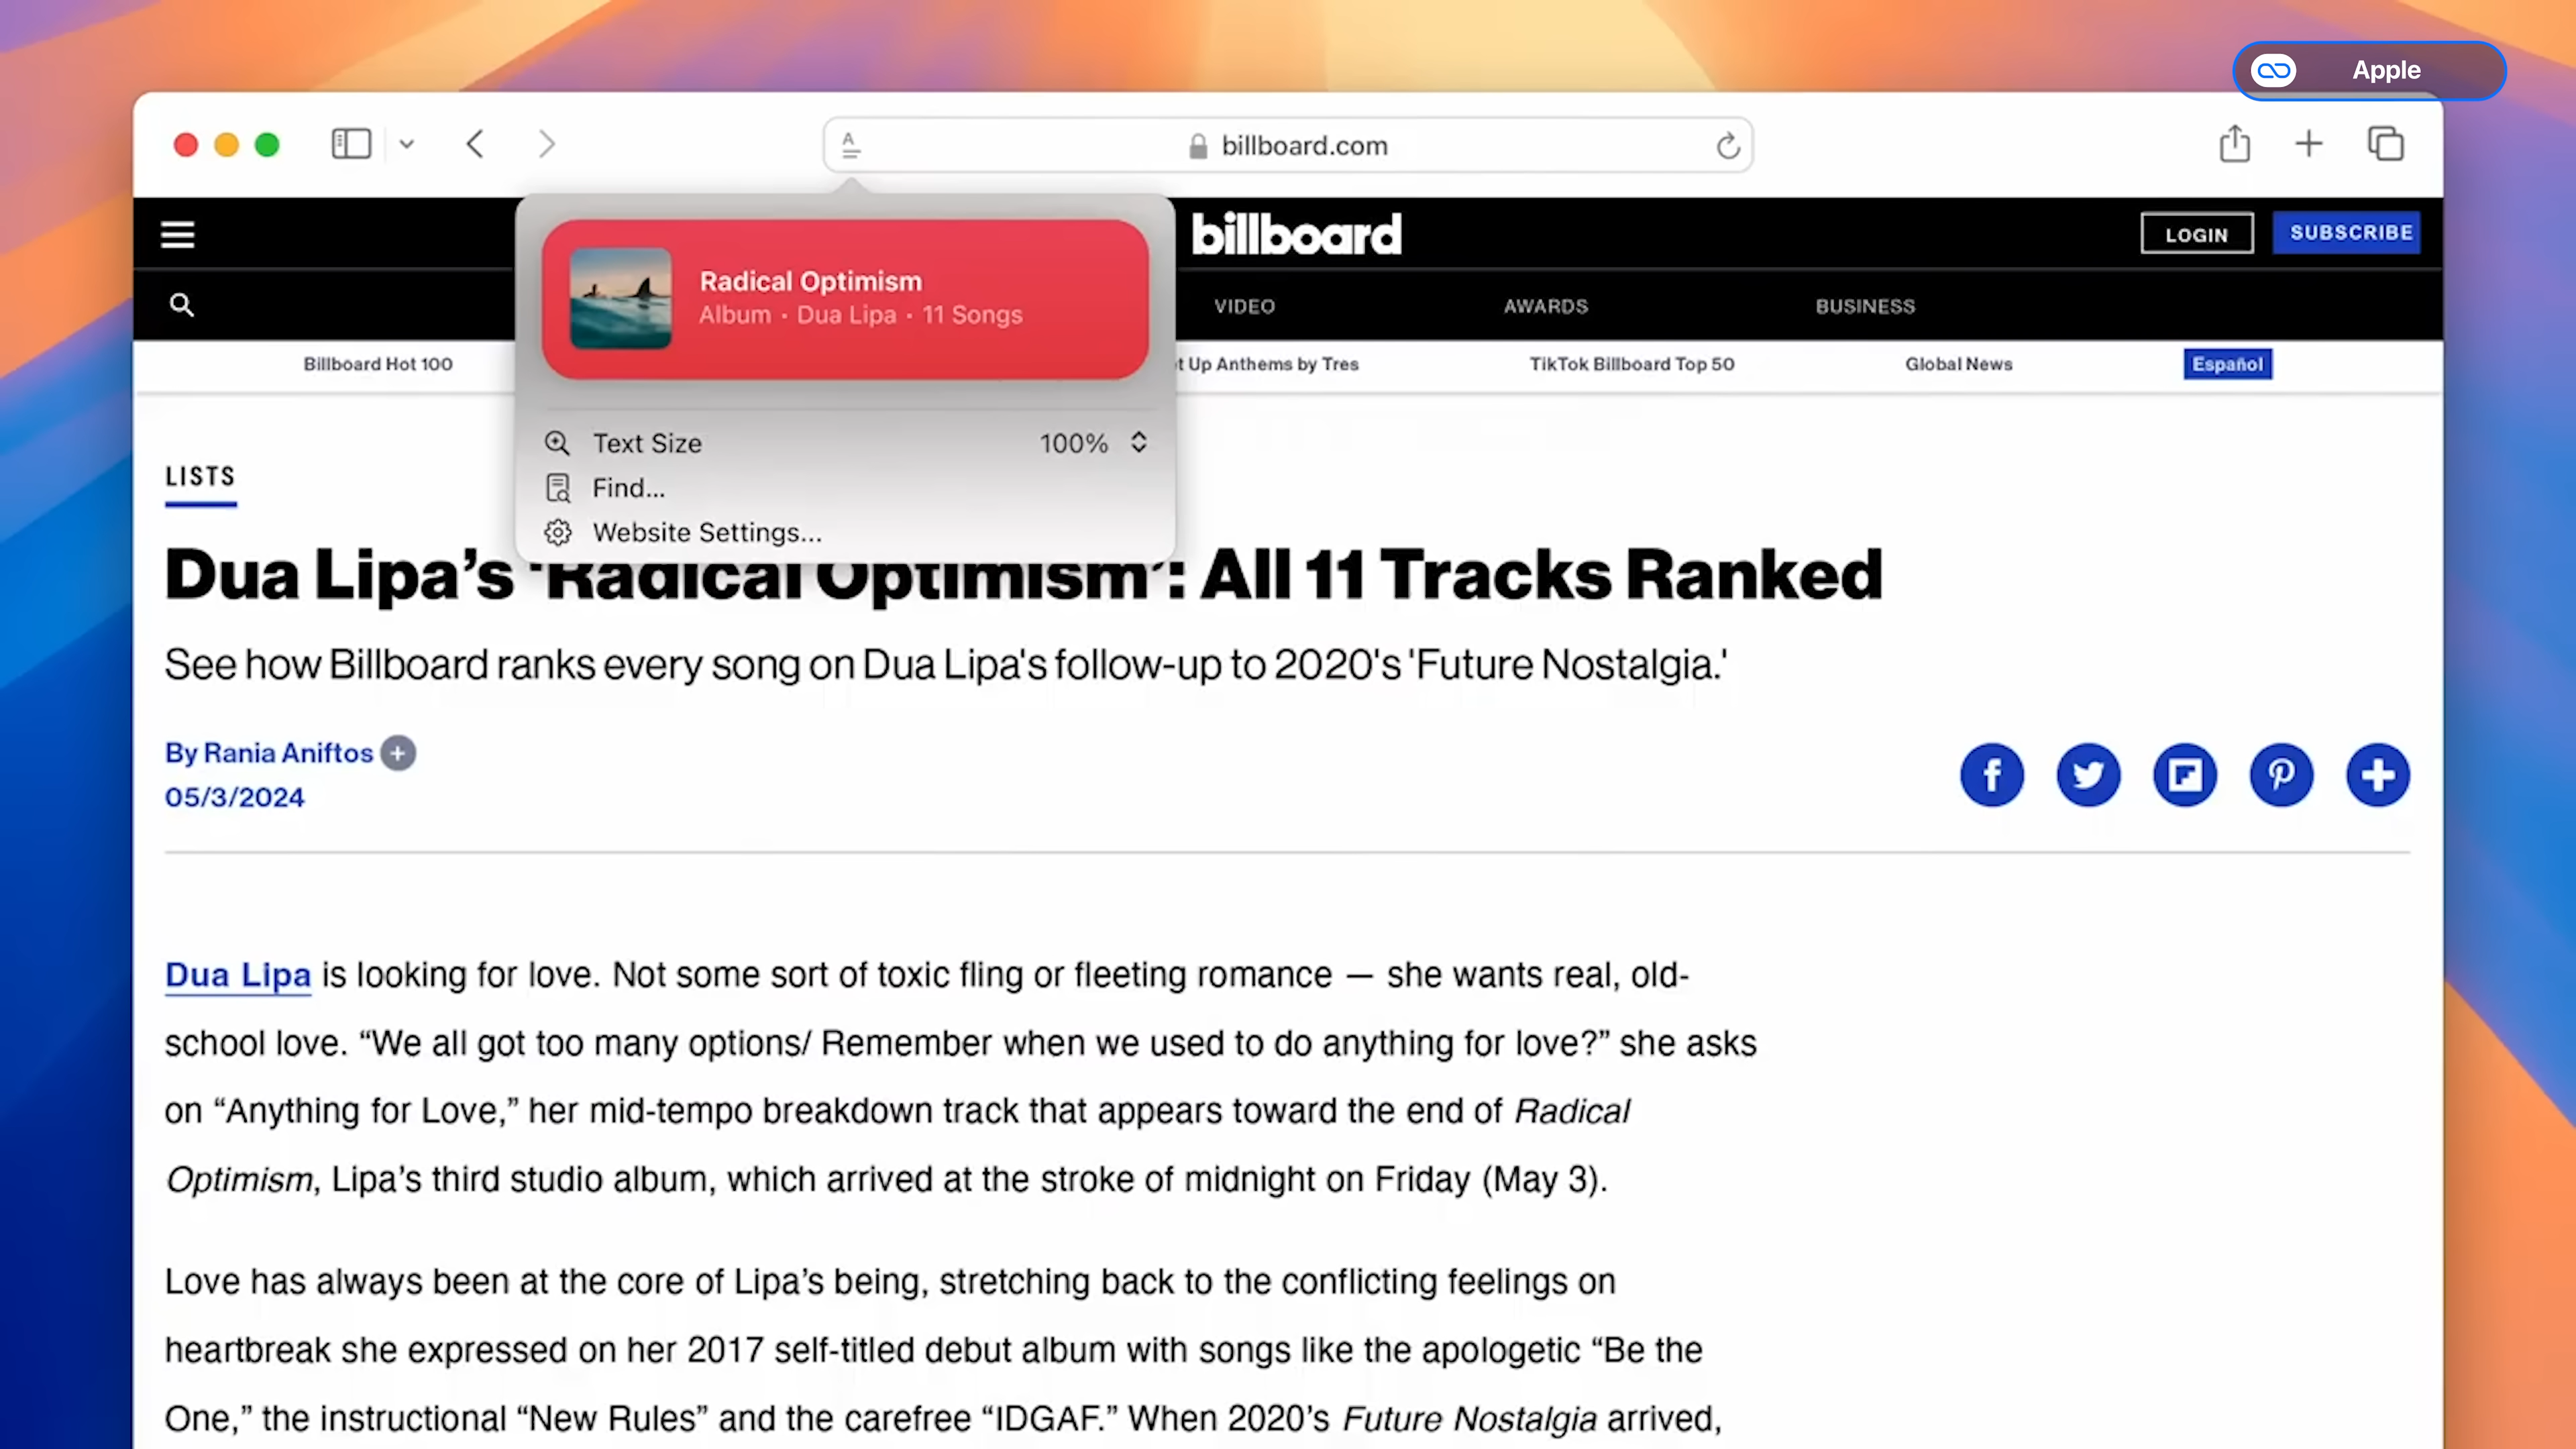 Apple
A
billboard.com
billboard
LOGIN
SUBSCRIBE
Radical Optimism
Album · Dua Lipa · 11 Songs
VIDEO
AWARDS
BUSINESS
Billboard Hot 100
t Up Anthems by Tres
TikTok Billboard Top 50
Global News
Español
Text Size
100%
Find...
Website Settings...
LISTS
Dua Lipa’s ‘Radical Optimism’: All 11 Tracks Ranked
See how Billboard ranks every song on Dua Lipa's follow-up to 2020's 'Future Nostalgia.'
By Rania Aniftos
05/3/2024
Dua Lipa is looking for love. Not some sort of toxic fling or fleeting romance — she wants real, old-
school love. “We all got too many options/ Remember when we used to do anything for love?” she asks
on “Anything for Love,” her mid-tempo breakdown track that appears toward the end of Radical
Optimism, Lipa’s third studio album, which arrived at the stroke of midnight on Friday (May 3).
Love has always been at the core of Lipa’s being, stretching back to the conflicting feelings on
heartbreak she expressed on her 2017 self-titled debut album with songs like the apologetic “Be the
One,” the instructional “New Rules” and the carefree “IDGAF.” When 2020’s Future Nostalgia arrived,